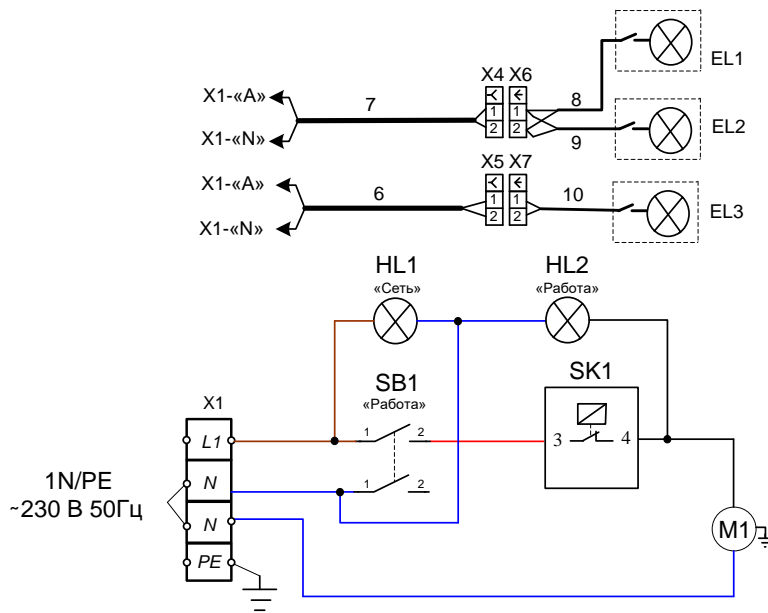 EL1
X4 X6
X1-«А»
7
1 1
8
2 2
X1-«N»
9
EL2
X5 X7
X1-«А»
6
1 1
10
2 2
X1-«N»
EL3
HL1
«Сеть»
HL2
«Работа»
SB1
«Работа»
SK1
X1
L1
1 2
3 4
N
1 2
1N/PE
~230 В 50Гц
N
M1
PE